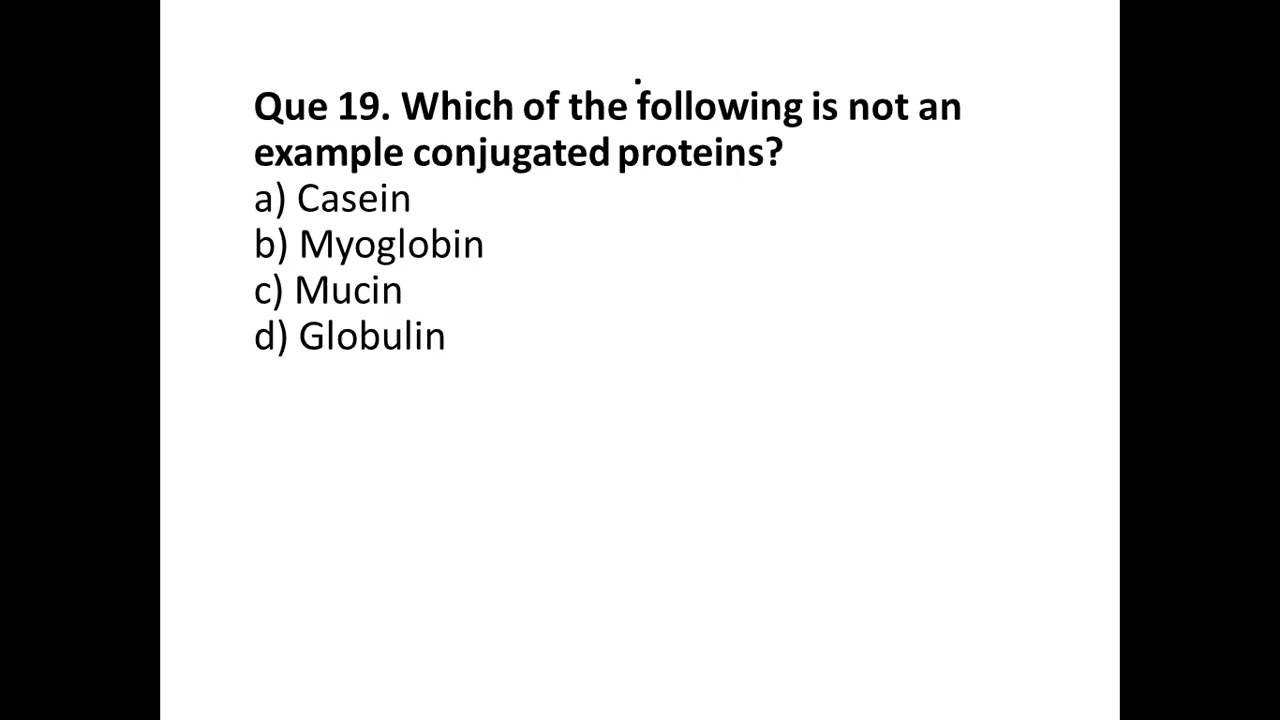 Que 19. Which of the following is not an
example conjugated proteins?
a) Casein
b) Myoglobin
c) Mucin
d) Globulin